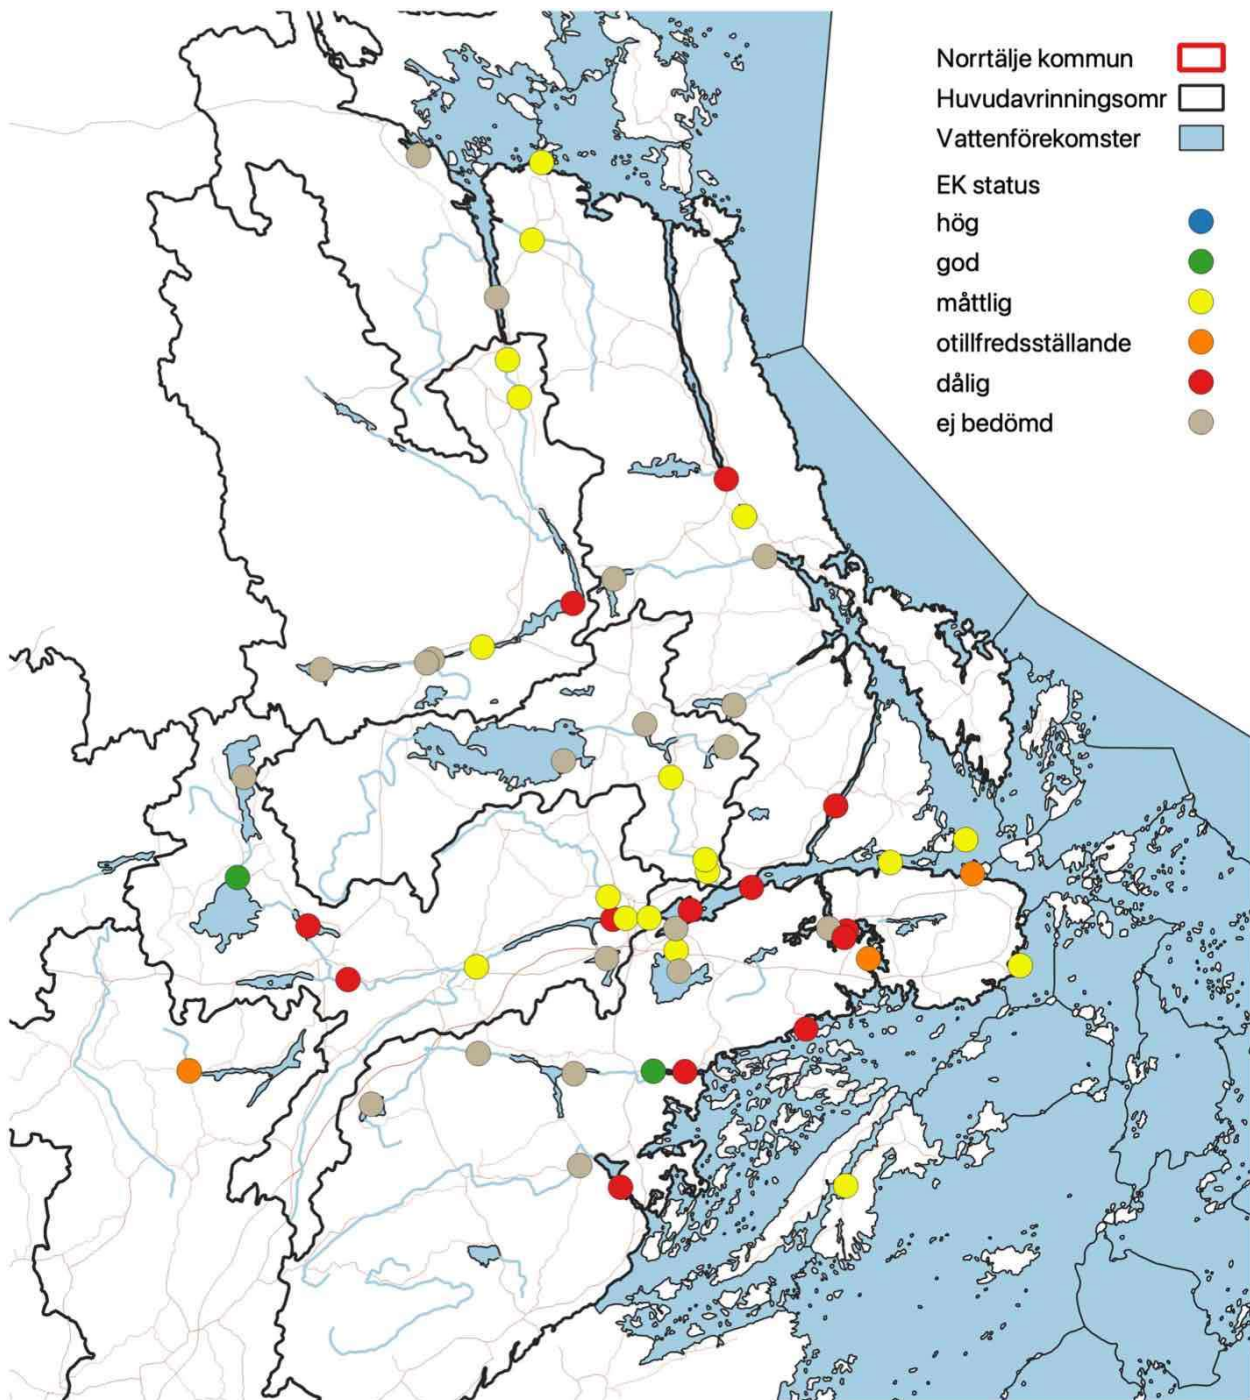 Norrtälje kommun
Huvudavrinningsomr
Vattenförekomster
EK status
hög
god
måttlig
otillfredsställande
dålig
ej bedömd